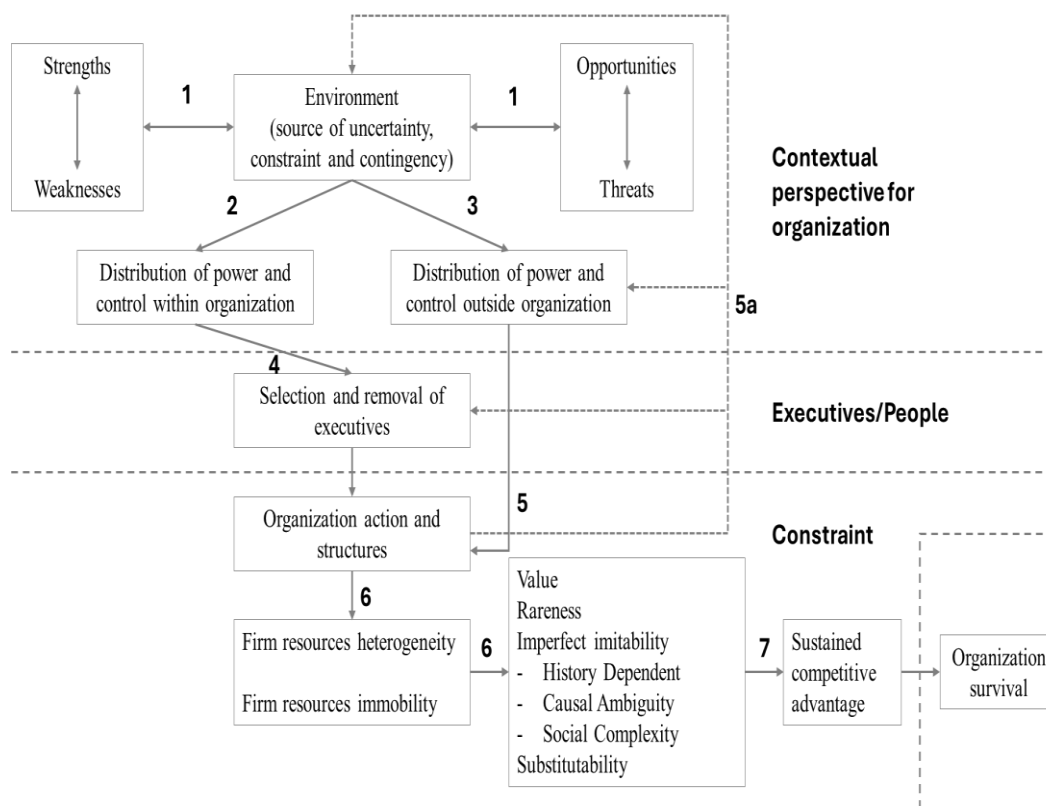 Strengths
Weaknesses
1
Environment
(source of uncertainty,
constraint and contingency)
1
Opportunities
Threats
Contextual
perspective for
organization
2
3
Distribution of power and
control within organization
Distribution of power and
control outside organization
5a
4
Selection and removal of
executives
Executives/People
Organization action and
structures
5
Constraint
6
Firm resources heterogeneity
Firm resources immobility
6
Value
Rareness
Imperfect imitability
- History Dependent
- Causal Ambiguity
- Social Complexity
Substitutability
7
Sustained
competitive
advantage
Organization
survival